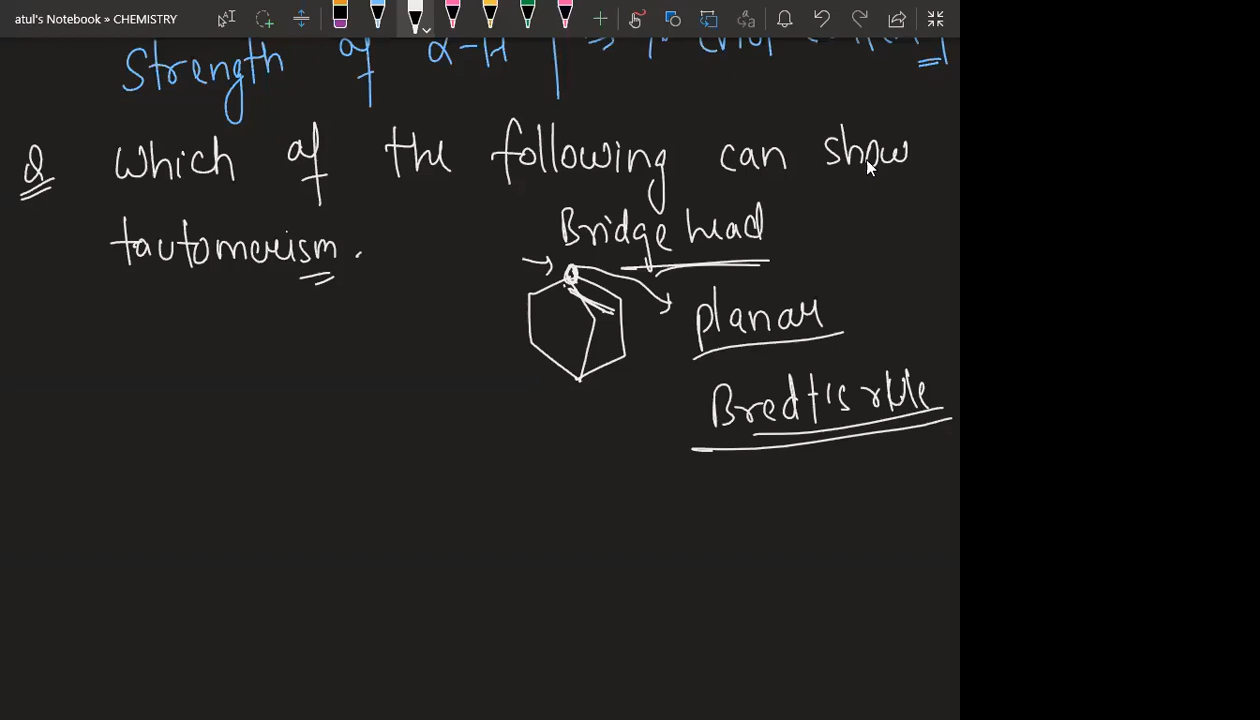 atul's Notebook » CHEMISTRY
Strength of α-H
Q Which of the following can show
tautomerism.
Bridge head
planar
Bredt's rule